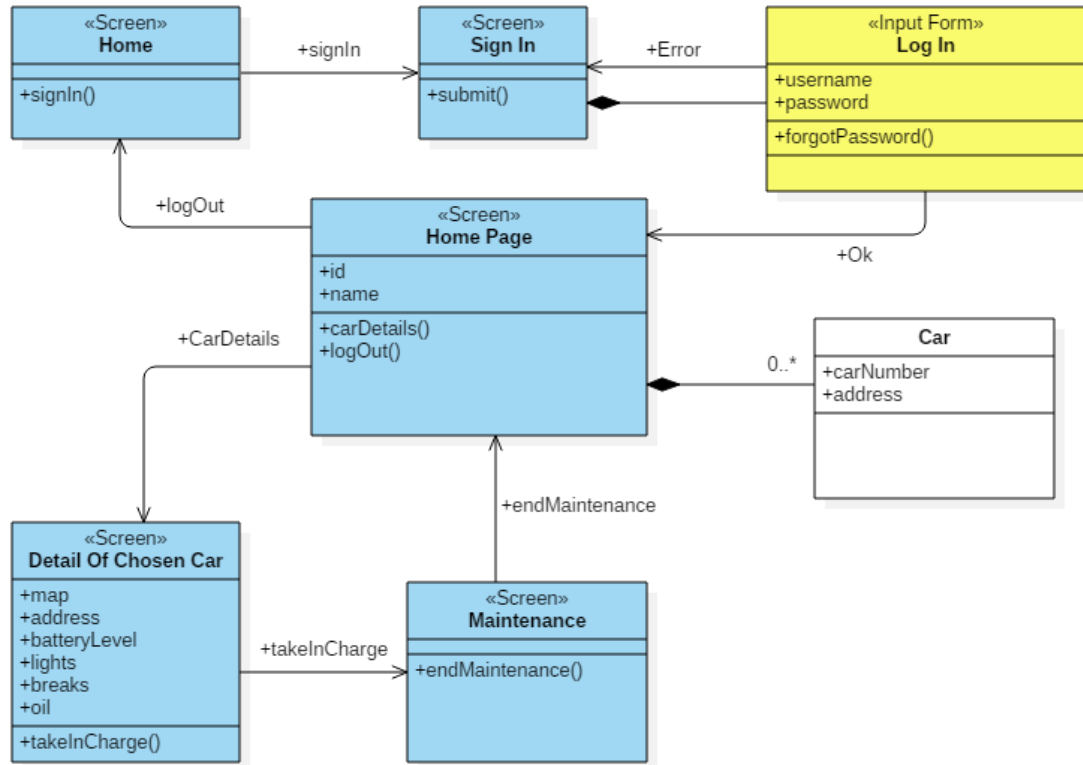 «Screen»
Home
+signIn()
+signIn
«Screen»
Sign In
+submit()
+Error
«Input Form»
Log In
+username
+password
+forgotPassword()
+logOut
«Screen»
Home Page
+id
+name
+carDetails()
+logOut()
+Ok
+CarDetails
0..*
Car
+carNumber
+address
+endMaintenance
«Screen»
Detail Of Chosen Car
+map
+address
+batteryLevel
+lights
+breaks
+oil
+takeInCharge()
+takeInCharge
«Screen»
Maintenance
+endMaintenance()